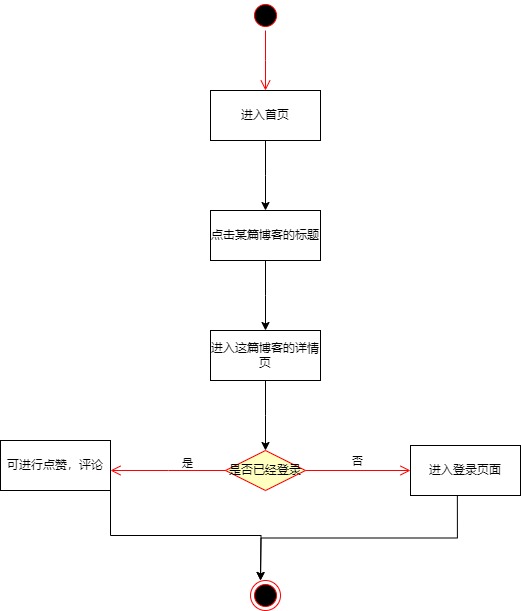 进入首页
点击某篇博客的标题
进入这篇博客的详情
页
是否已经登录
是
否
可进行点赞，评论
进入登录页面